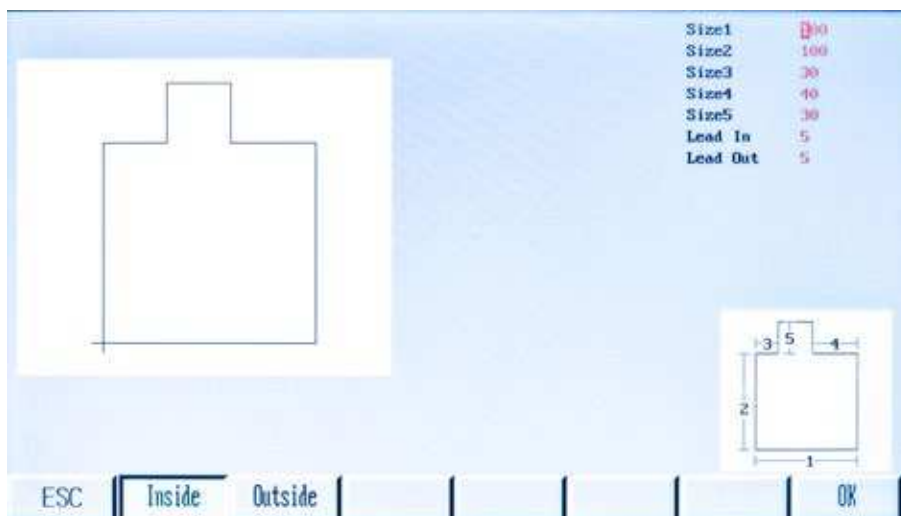 Size1 100
Size2 100
Size3 30
Size4 40
Size5 30
Lead In 5
Lead Out 5
3 5 4
2
1
ESC Inside Outside OK